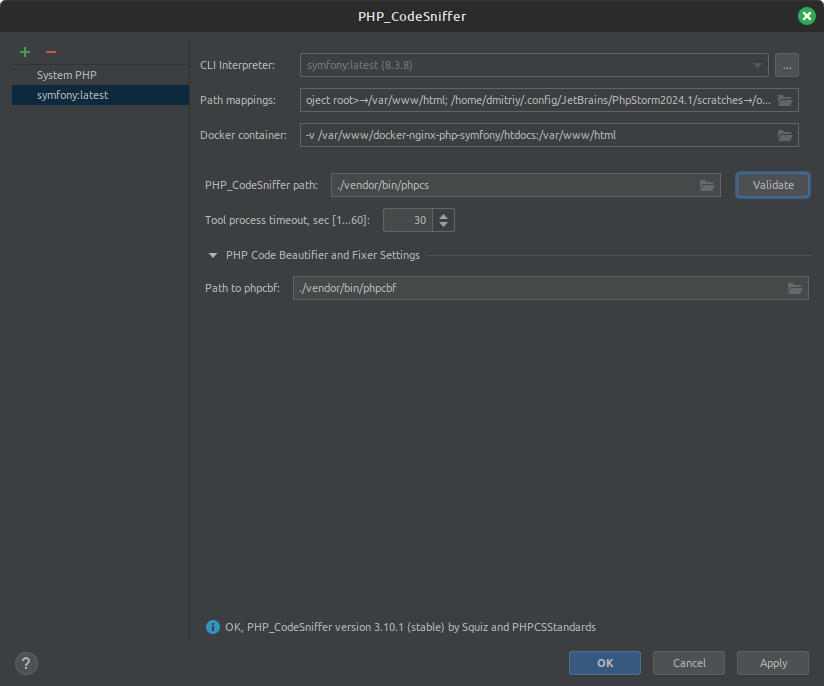 PHP_CodeSniffer
System PHP
symfony:latest
CLI Interpreter: symfony:latest (8.3.8) ...
Path mappings: oject root>→/var/www/html; /home/dmitriy/.config/JetBrains/PhpStorm2024.1/scratches→/o...
Docker container: -v /var/www/docker-nginx-php-symfony/htdocs:/var/www/html
PHP_CodeSniffer path: ./vendor/bin/phpcs Validate
Tool process timeout, sec [1...60]: 30
PHP Code Beautifier and Fixer Settings
Path to phpcbf: ./vendor/bin/phpcbf
OK, PHP_CodeSniffer version 3.10.1 (stable) by Squiz and PHPCSStandards
? OK Cancel Apply